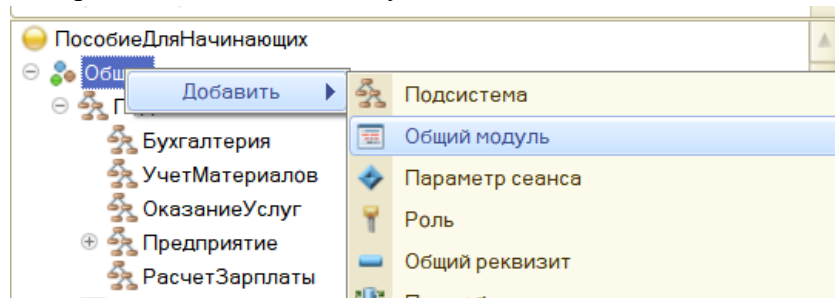 ПособиеДляНачинающих
Общ
Добавить
Подсистема
Общий модуль
Бухгалтерия
УчетМатериалов
Параметр сеанса
ОказаниеУслуг
Роль
Предприятие
Общий реквизит
РасчетЗарплаты